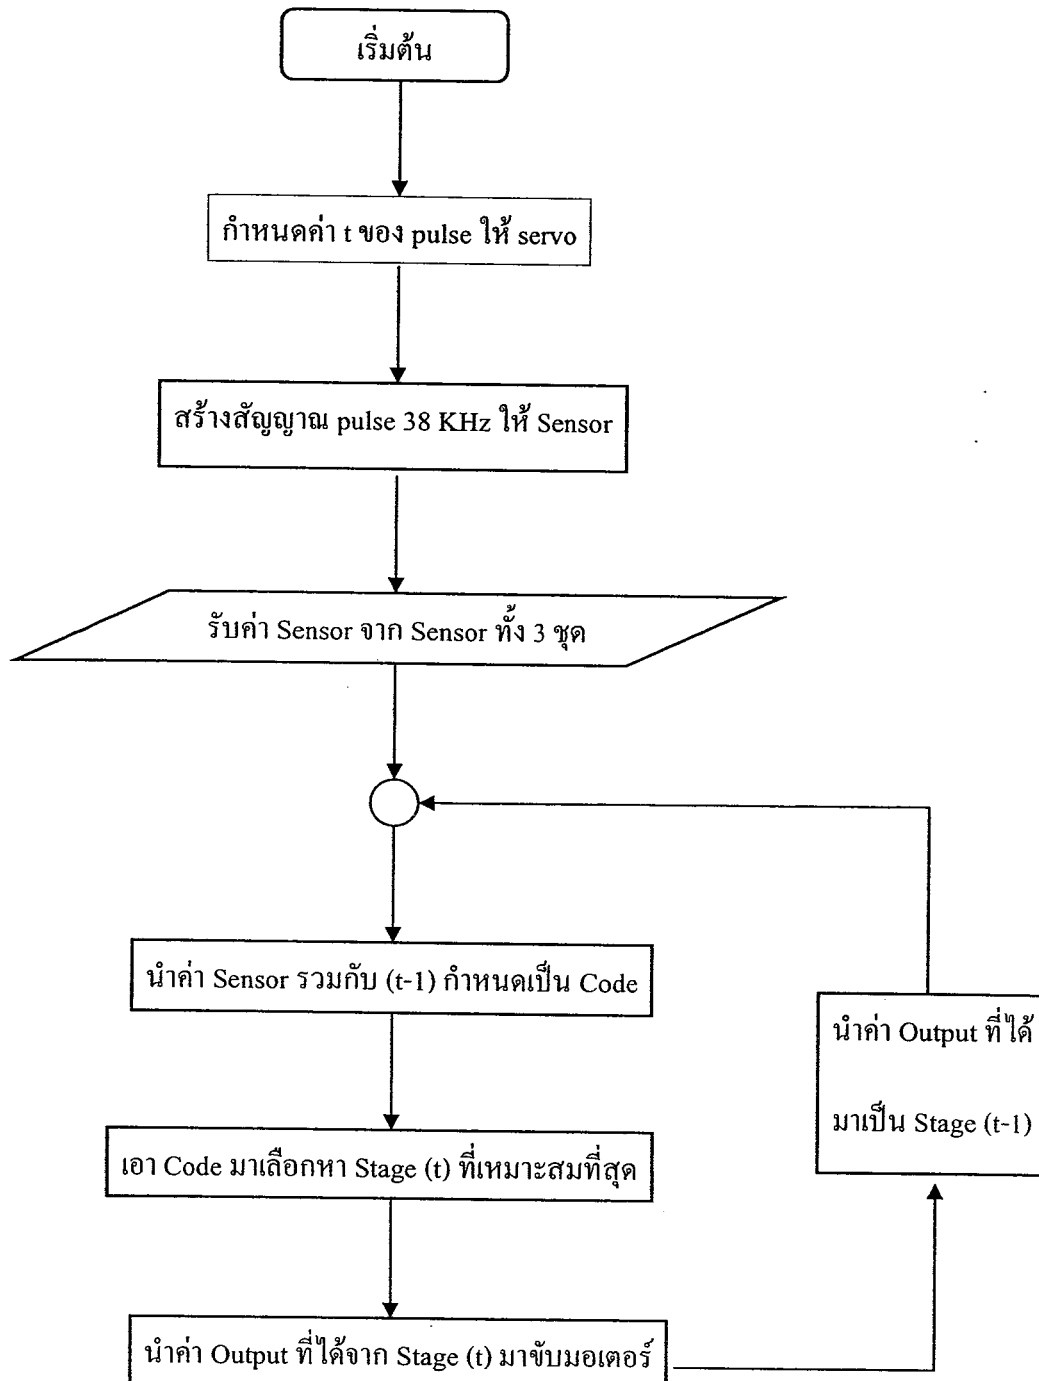 เริ่มต้น
กำหนดค่า t ของ pulse ให้ servo
สร้างสัญญาณ pulse 38 KHz ให้ Sensor
รับค่า Sensor จาก Sensor ทั้ง 3 ชุด
นำค่า Sensor รวมกับ (t-1) กำหนดเป็น Code
เอา Code มาเลือกหา Stage (t) ที่เหมาะสมที่สุด
นำค่า Output ที่ได้จาก Stage (t) มาขับมอเตอร์
นำค่า Output ที่ได้
มาเป็น Stage (t-1)